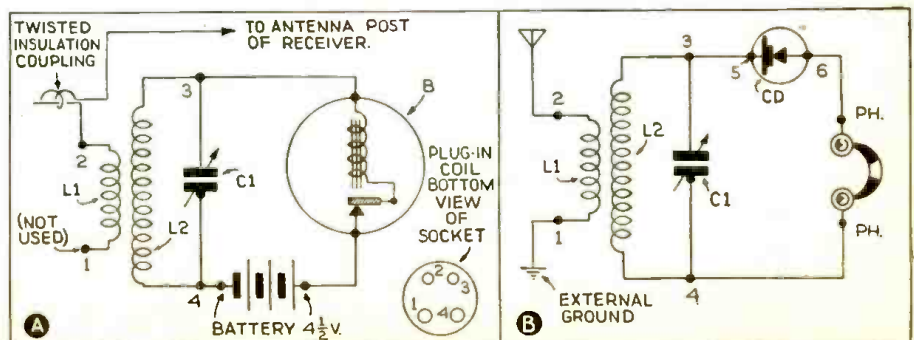 TWISTED
INSULATION
COUPLING
TO ANTENNA POST
OF RECEIVER.
3
B
2
L1
L2
C1
(NOT
USED)
1
4
BATTERY 4½V.
PLUG-IN
COIL
BOTTOM
VIEW
OF
SOCKET
2
3
1
4
A
3
5
6
CD
2
L1
L2
C1
1
PH.
PH.
4
EXTERNAL
GROUND
B